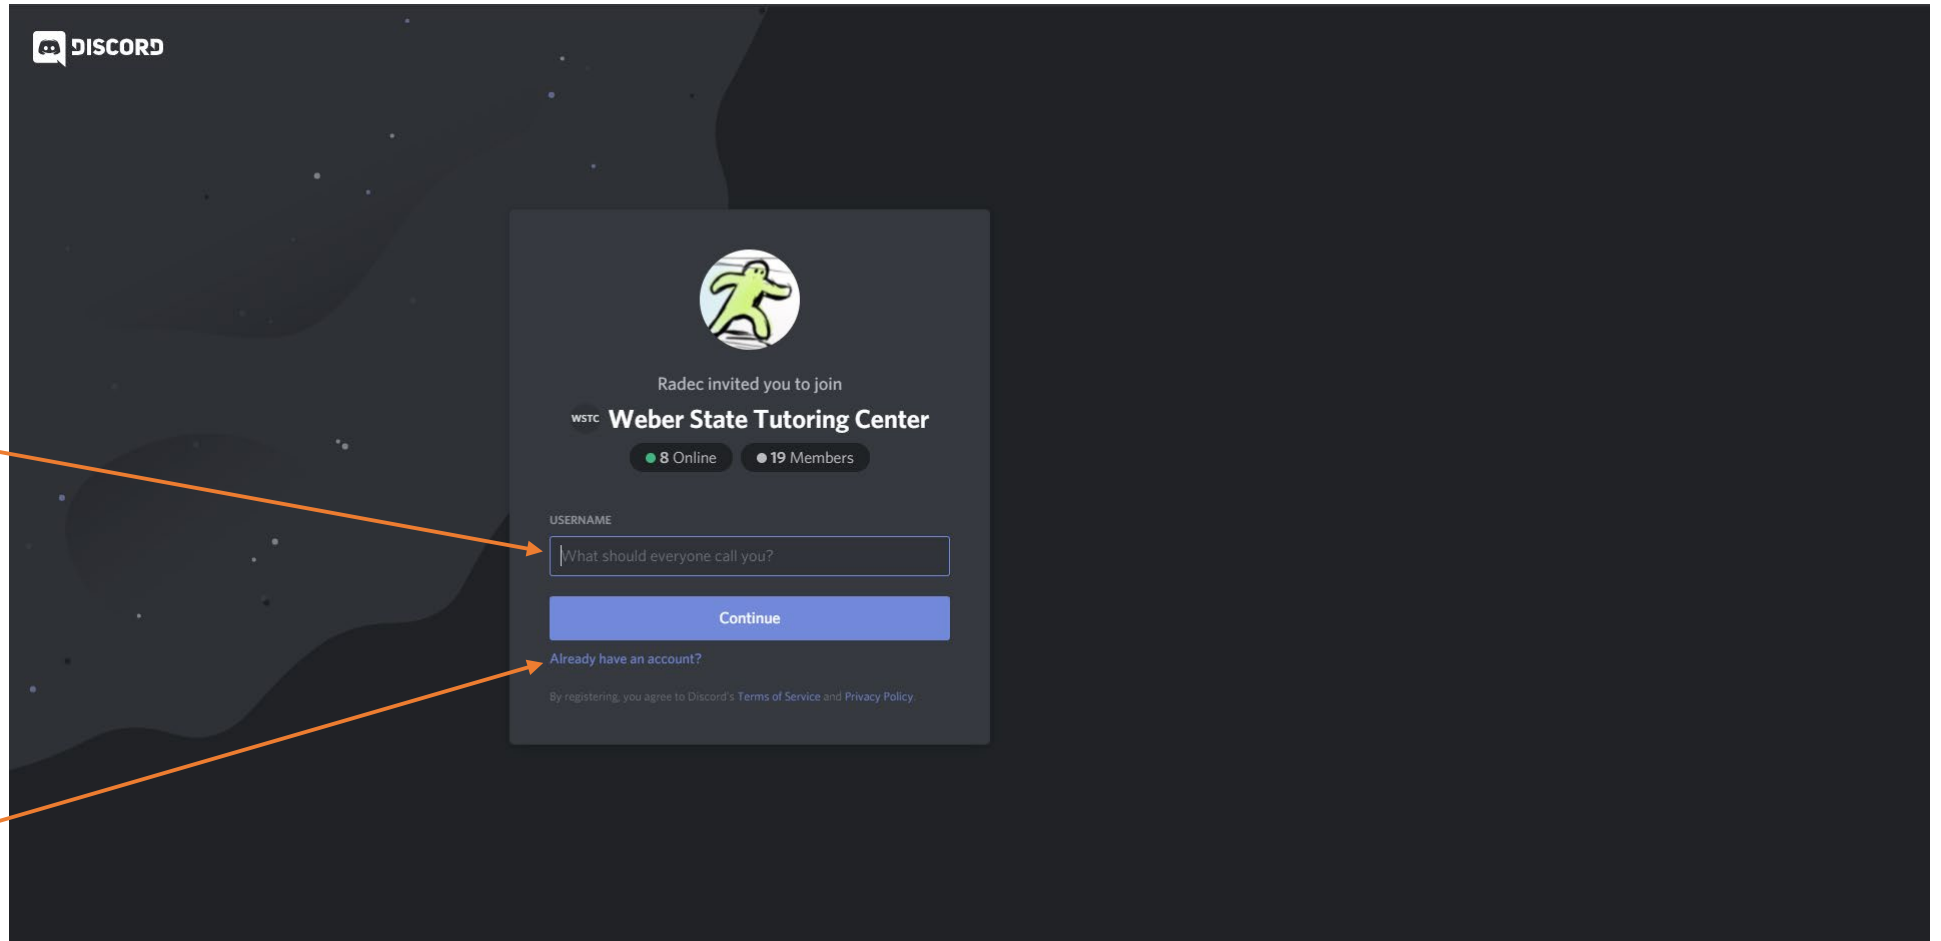 DISCORD
Radec invited you to join
WSTC Weber State Tutoring Center
8 Online 19 Members
USERNAME
What should everyone call you?
Continue
Already have an account?
By registering, you agree to Discord's Terms of Service and Privacy Policy.